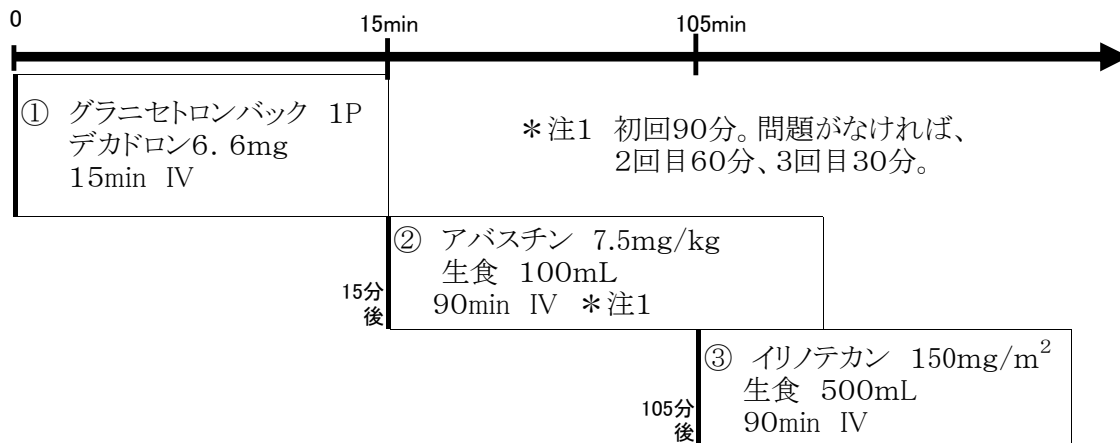 0 15min 105min
① グラニセトロンバック 1P
デカドロン6．6mg
15min Ⅳ
＊注1 初回90分。問題がなければ、
2回目60分、3回目30分。
15分
後
② アバスチン 7.5mg/kg
生食 100mL
90min Ⅳ ＊注1
105分
後
③ イリノテカン 150mg/m²
生食 500mL
90min Ⅳ